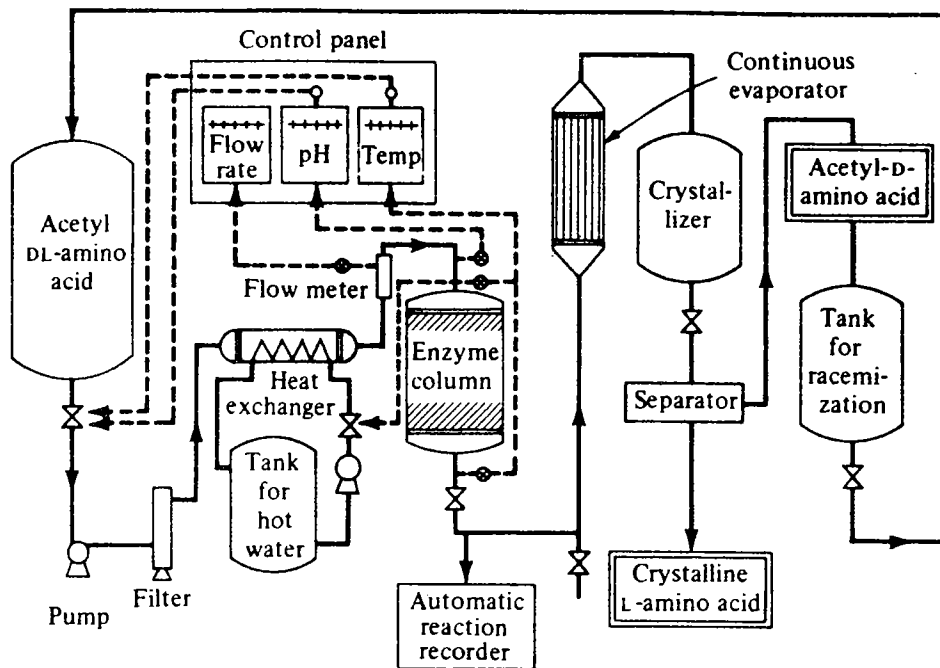 Control panel
Flow
rate
pH
Temp
Continuous
evaporator
Acetyl
DL-amino
acid
Crystal-
lizer
Acetyl-D-
amino acid
Flow meter
Heat
exchanger
Enzyme
column
Tank
for
hot
water
Separator
Tank
for
racemi-
zation
Pump
Filter
Automatic
reaction
recorder
Crystalline
L-amino acid